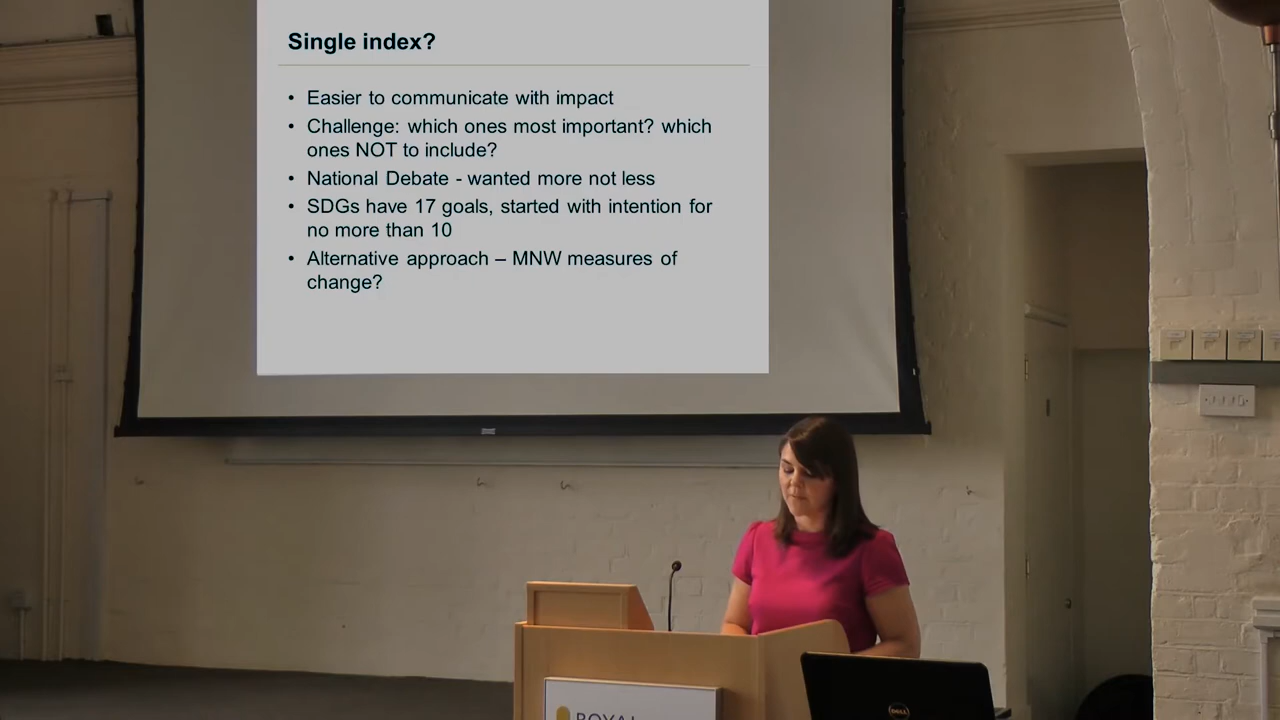 Single index?
• Easier to communicate with impact
• Challenge: which ones most important? which
ones NOT to include?
• National Debate - wanted more not less
• SDGs have 17 goals, started with intention for
no more than 10
• Alternative approach – MNW measures of
change?
ROYAL
DELL